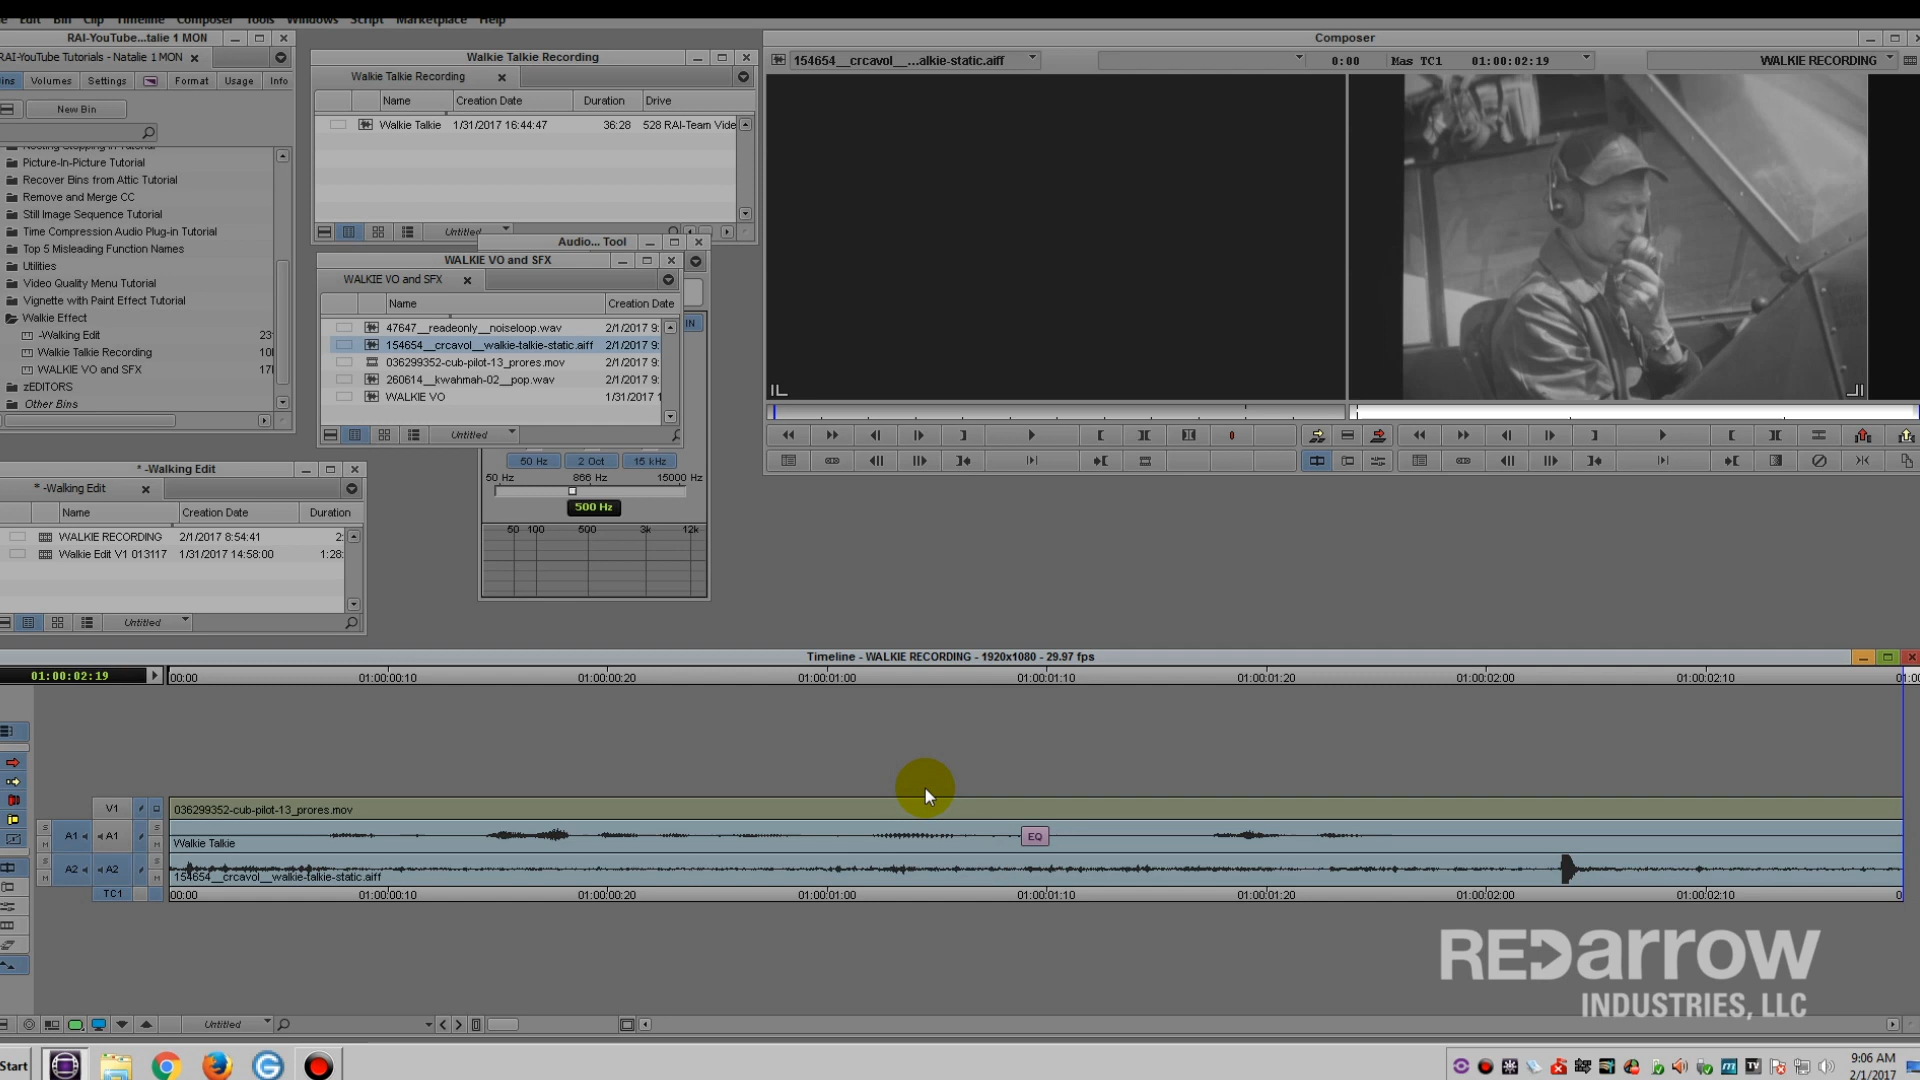 Edit Bin Clip Timeline Composer Tools Windows Script Marketplace Help
RAI-YouTube...talie 1 MON
RAI-YouTube Tutorials - Natalie 1 MON
ins Volumes Settings Format Usage Info
New Bin
Nesting Stepping-In Tutorial
Picture-In-Picture Tutorial
Recover Bins from Attic Tutorial
Remove and Merge CC
Still Image Sequence Tutorial
Time Compression Audio Plug-in Tutorial
Top 5 Misleading Function Names
Utilities
Video Quality Menu Tutorial
Vignette with Paint Effect Tutorial
Walkie Effect
-Walking Edit 23
Walkie Talkie Recording 10
WALKIE VO and SFX 17
zEDITORS
Other Bins
Walkie Talkie Recording
Walkie Talkie Recording
Name Creation Date Duration Drive
Walkie Talkie 1/31/2017 16:44:47 36:28 528 RAI-Team Vide
Untitled
Audio... Tool
WALKIE VO and SFX
WALKIE VO and SFX
Name Creation Date
47647__readeonly__noiseloop.wav 2/1/2017 9:
154654__crcavol__walkie-talkie-static.aiff 2/1/2017 9:
036299352-cub-pilot-13_prores.mov 2/1/2017 9:
260614__kwahmah-02__pop.wav 2/1/2017 9:
WALKIE VO 1/31/2017 1
Untitled
IN
50 Hz 2 Oct 15 kHz
50 Hz 866 Hz 15000 Hz
500 Hz
50 100 500 3k 12k
* -Walking Edit
* -Walking Edit
Name Creation Date Duration
WALKIE RECORDING 2/1/2017 8:54:41 2:
Walkie Edit V1 013117 1/31/2017 14:58:00 1:28:
Untitled
Composer
154654__crcavol__...alkie-static.aiff 0:00 Mas TC1 01:00:02:19 WALKIE RECORDING
Timeline - WALKIE RECORDING - 1920x1080 - 29.97 fps
01:00:02:19
00:00 01:00:00:10 01:00:00:20 01:00:01:00 01:00:01:10 01:00:01:20 01:00:02:00 01:00:02:10 01:00
V1 036299352-cub-pilot-13_prores.mov
S
M
A1 A1 S
M
EQ
Walkie Talkie
S
M
A2 A2 S
M
154654__crcavol__walkie-talkie-static.aiff
TC1 00:00 01:00:00:10 01:00:00:20 01:00:01:00 01:00:01:10 01:00:01:20 01:00:02:00 01:00:02:10 0
REDarrow
INDUSTRIES, LLC
Untitled
Start
9:06 AM
2/1/2017